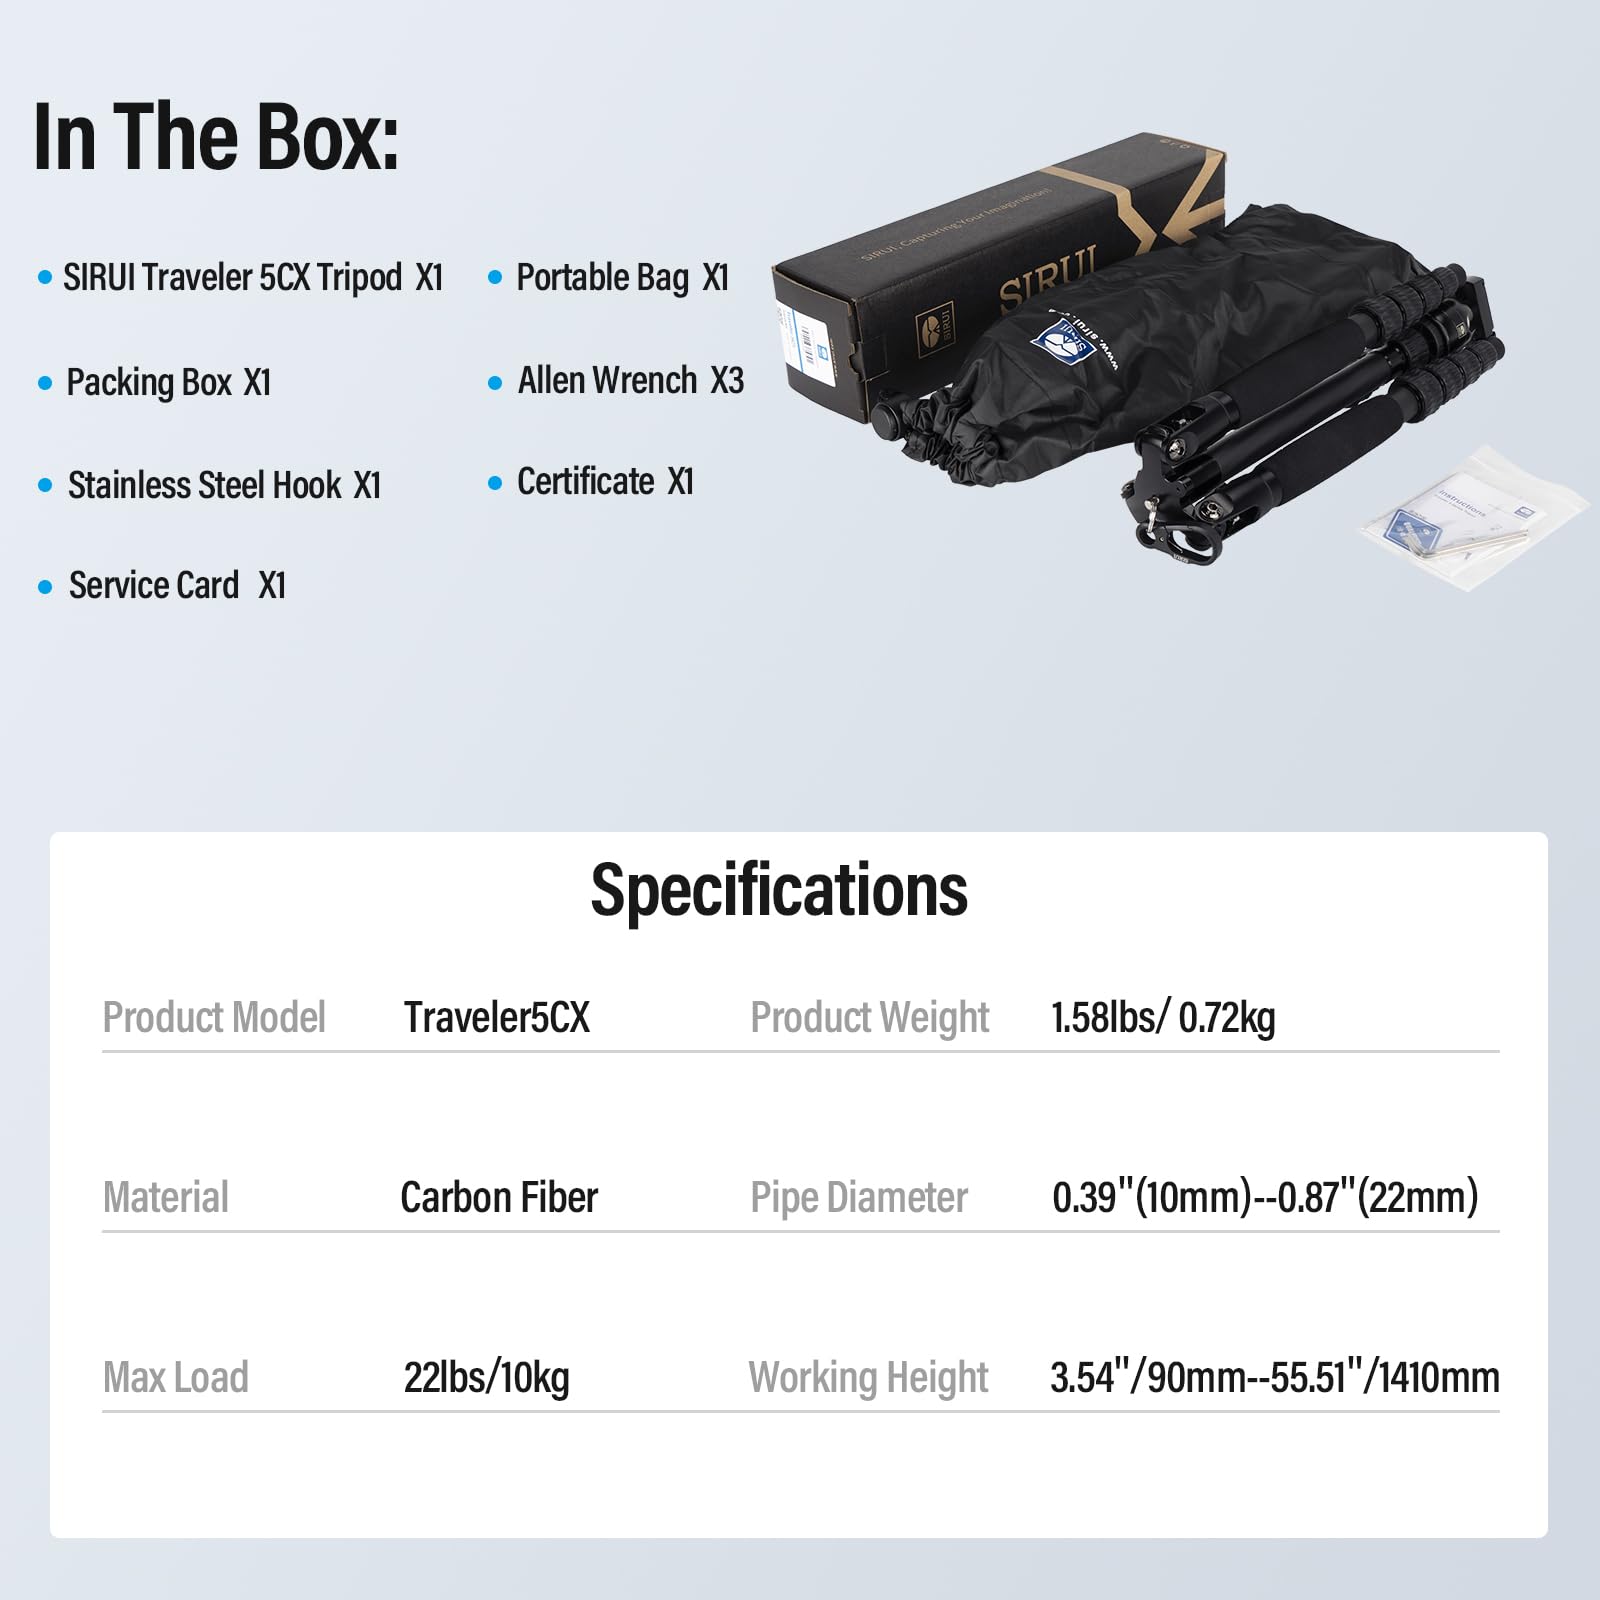 In The Box:
SIRUI Traveler 5CX Tripod X1
Portable Bag X1
Packing Box X1
Allen Wrench X3
Stainless Steel Hook X1
Certificate X1
Service Card X1
SIRUI, Capturing Your Imagination!
SIRUI
SIRUI
www.sirui.
SIRUI
Instructions
Specifications
Product Model Traveler5CX Product Weight 1.58lbs/ 0.72kg
Material Carbon Fiber Pipe Diameter 0.39"(10mm)--0.87"(22mm)
Max Load 22lbs/10kg Working Height 3.54"/90mm--55.51"/1410mm